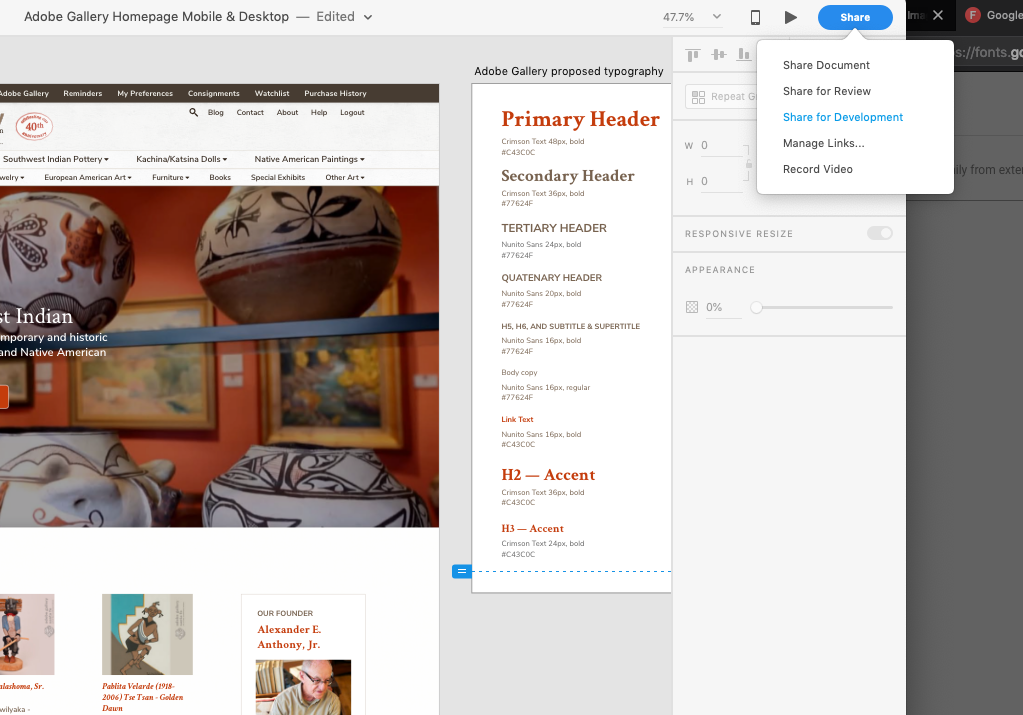 Adobe Gallery Homepage Mobile & Desktop — Edited
47.7%
Share
lma
F Google
s://fonts.go
Share Document
Share for Review
Share for Development
Manage Links...
Record Video
Adobe Gallery proposed typography
Repeat G
W 0
H 0
ily from exter
RESPONSIVE RESIZE
APPEARANCE
0%
Adobe Gallery Reminders My Preferences Consignments Watchlist Purchase History
Blog Contact About Help Logout
40th
Southwest Indian Pottery Kachina/Katsina Dolls Native American Paintings
welry European American Art Furniture Books Special Exhibits Other Art
st Indian
mporary and historic
and Native American
Primary Header
Crimson Text 48px, bold
#C43C0C
Secondary Header
Crimson Text 36px, bold
#77624F
TERTIARY HEADER
Nunito Sans 24px, bold
#77624F
QUATENARY HEADER
Nunito Sans 20px, bold
#77624F
H5, H6, AND SUBTITLE & SUPERTITLE
Nunito Sans 16px, bold
#77624F
Body copy
Nunito Sans 16px, regular
#77624F
Link Text
Nunito Sans 16px, bold
#C43C0C
H2 — Accent
Crimson Text 36px, bold
#C43C0C
H3 — Accent
Crimson Text 24px, bold
#C43C0C
alashoma, Sr.
wilyaka -
Pablita Velarde (1918-
2006) Tse Tsan - Golden
Dawn
OUR FOUNDER
Alexander E.
Anthony, Jr.